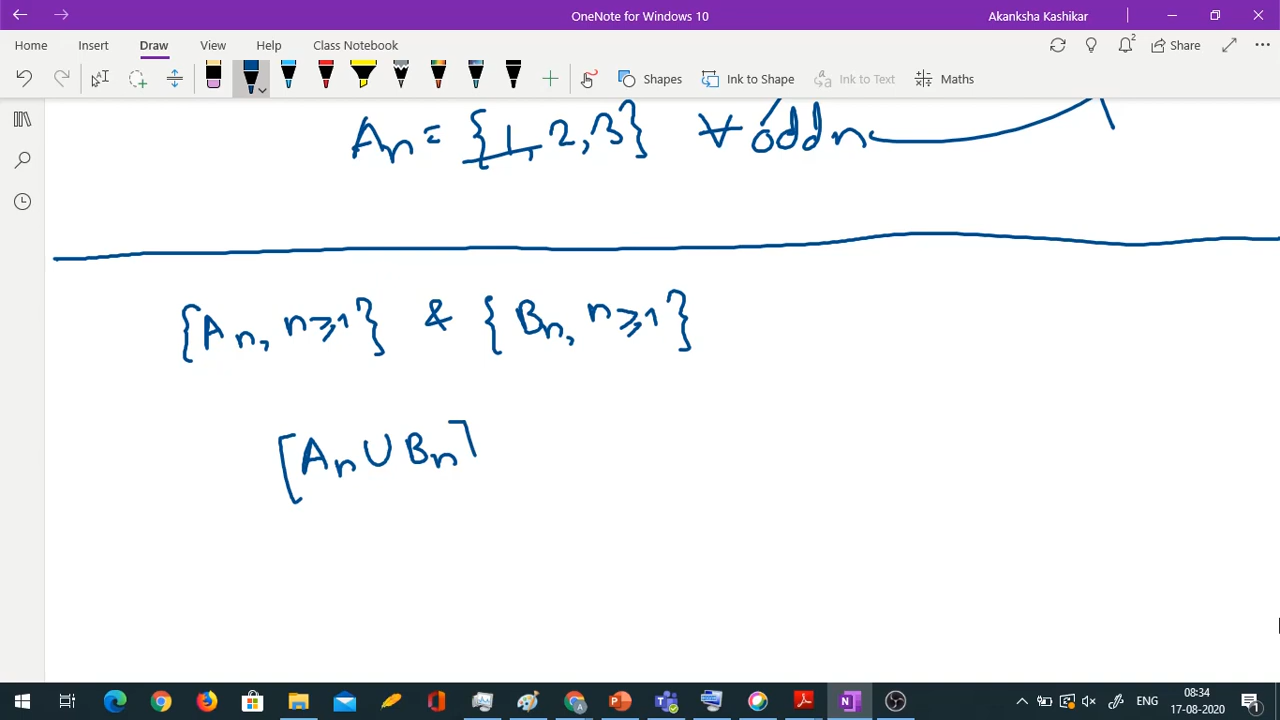 OneNote for Windows 10
Akanksha Kashikar
Home Insert Draw View Help Class Notebook
Share
Shapes Ink to Shape Ink to Text Maths
An = {1, 2, 3} ∀ odd n
{An, n≥1} & {Bn, n≥1}
[An ∪ Bn]
ENG
08:34
17-08-2020
1